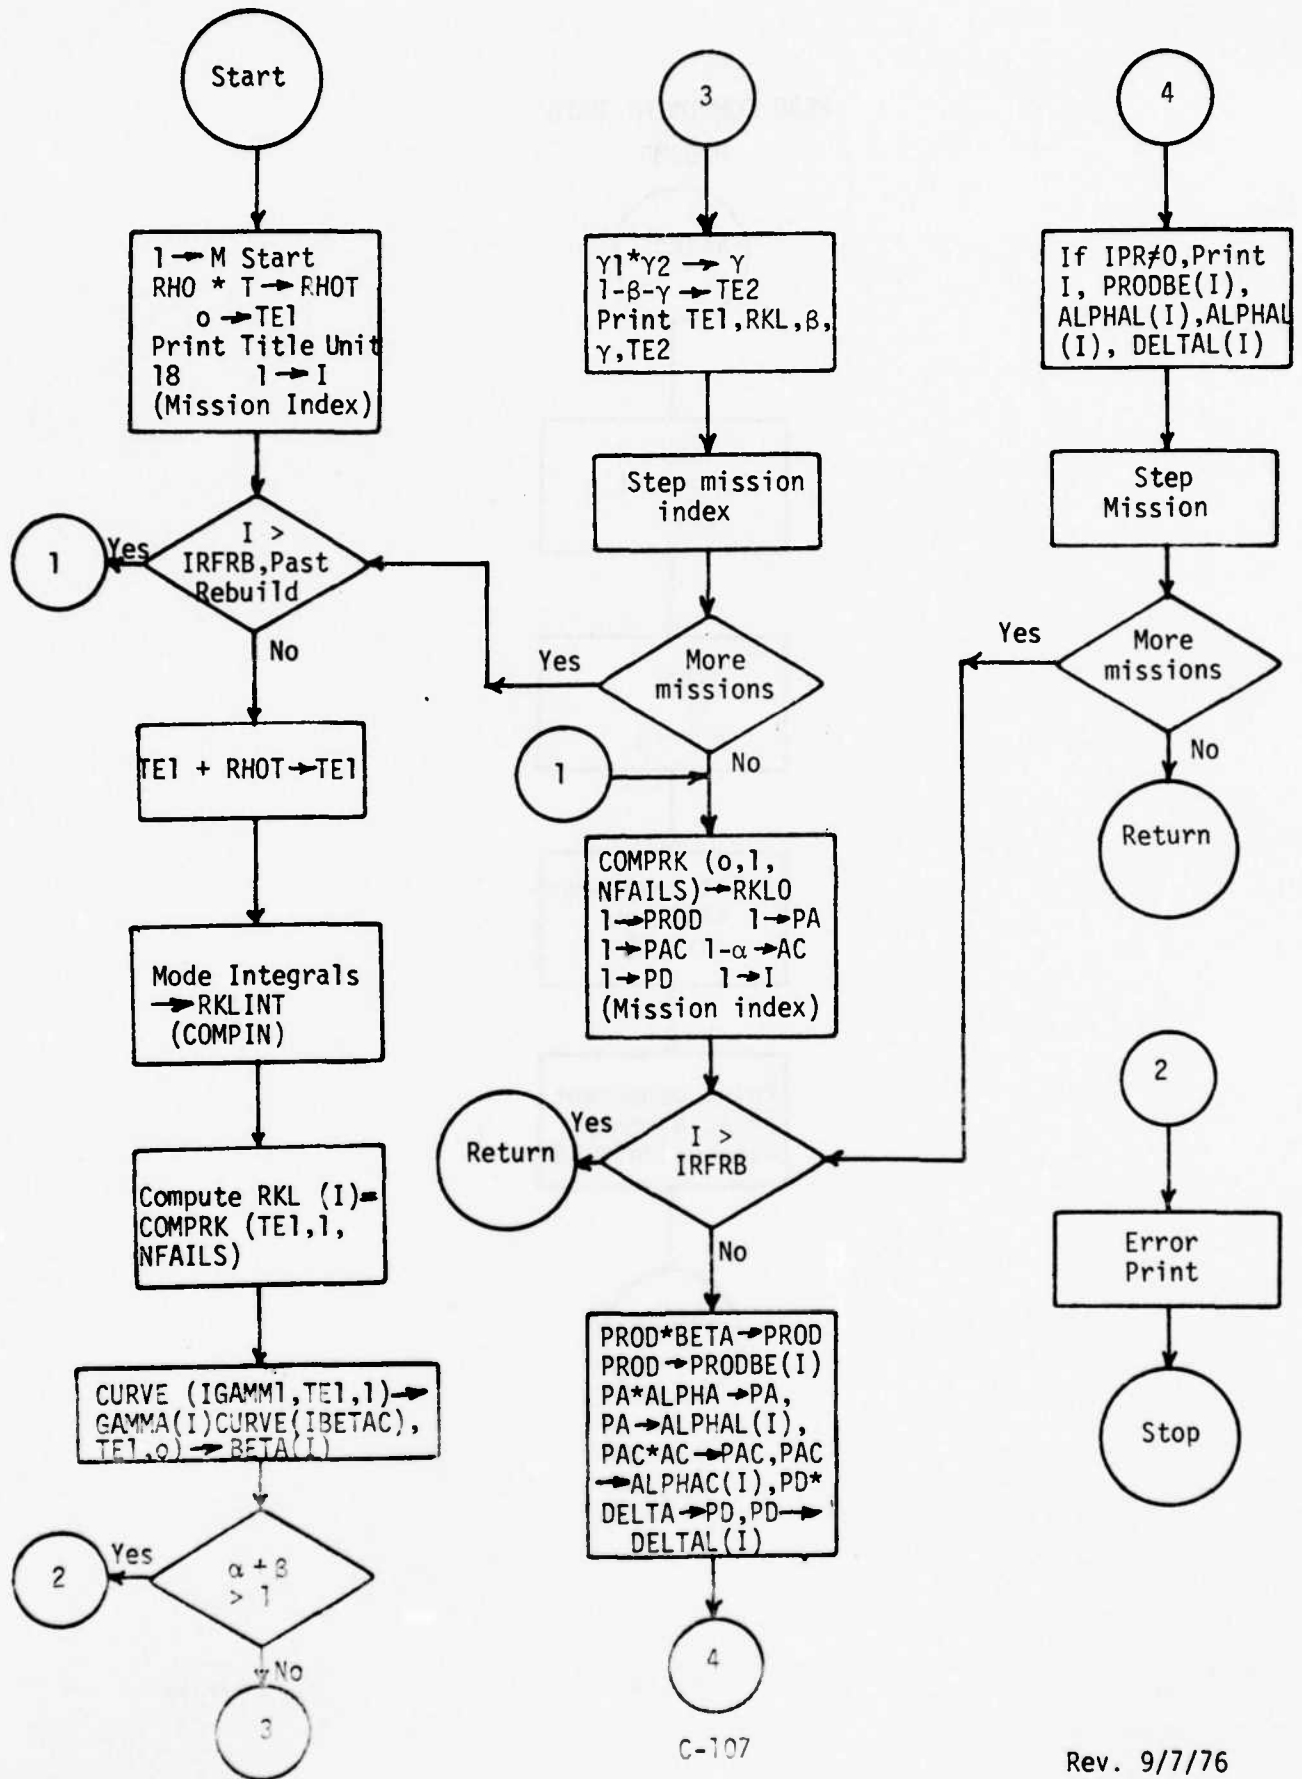 Start
1→M Start
RHO * T→RHOT
o→TE1
Print Title Unit
18 1→I
(Mission Index)
I >
IRFRB,Past
Rebuild
Yes
1
No
TE1 + RHOT→TE1
Mode Integrals
→RKLINT
(COMPIN)
Compute RKL (I)=
COMPRK (TE1,1,
NFAILS)
CURVE (IGAMM1,TE1,1)→
GAMMA(I)CURVE(IBETAC),
TE1,o)→BETA(I)
α + β
> 1
Yes
2
No
3
3
γ1*γ2 → γ
1-β-γ→TE2
Print TE1,RKL,β,
γ,TE2
Step mission
index
More
missions
Yes
No
1
COMPRK (o,1,
NFAILS)→RKLO
1→PROD 1→PA
1→PAC 1-α→AC
1→PD 1→I
(Mission index)
I >
IRFRB
Yes
Return
No
PROD*BETA→PROD
PROD→PRODBE(I)
PA*ALPHA→PA,
PA→ALPHAL(I),
PAC*AC→PAC,PAC
→ALPHAC(I),PD*
DELTA→PD,PD→
DELTAL(I)
4
4
If IPR≠0,Print
I, PRODBE(I),
ALPHAL(I),ALPHAL
(I), DELTAL(I)
Step
Mission
More
missions
Yes
No
Return
2
Error
Print
Stop
C-107
Rev. 9/7/76